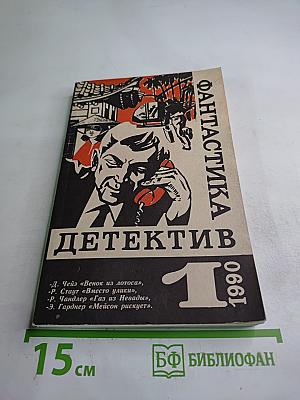 ФАНТАСТИКА
ДЕТЕКТИВ
1 1990
-Д. Чейз «Венок из лотоса»,
-Р. Стаут «Вместо улики»,
-Р. Чандлер «Газ из Невады»,
-Э. Гарднер «Мейсон рискует».
15 см
БФ БИБЛИОФАН